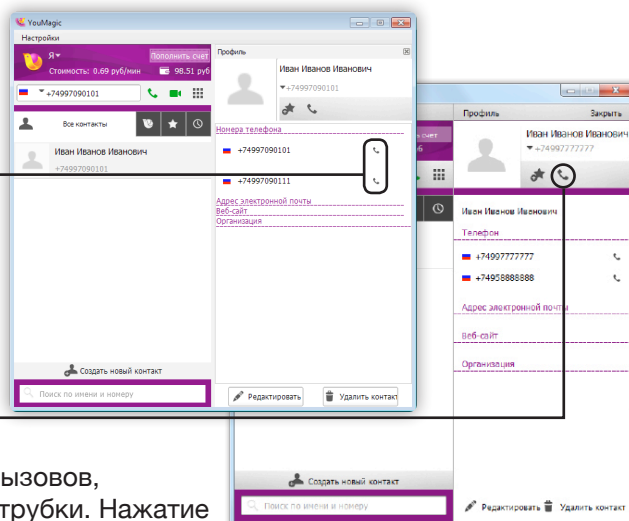 YouMagic
Настройки
Я
Пополнить счет
Стоимость: 0.69 руб/мин
98.51 руб
+74997090101
Все контакты
Иван Иванов Иванович
+74997090101
Создать новый контакт
Поиск по имени и номеру
Профиль
Иван Иванов Иванович
+74997090101
Номера телефона
+74997090101
+74997090111
Адрес электронной почты
Веб-сайт
Организация
Редактировать
Удалить контакт
Профиль
Закрыть
счет
Иван Иванов Иванович
+74997777777
Иван Иванов Иванович
Телефон
+74997777777
+74958888888
Адрес электронной почты
Веб-сайт
Организация
Создать новый контакт
Поиск по имени и номеру
Редактировать
Удалить контакт
ызовов,
трубки. Нажатие